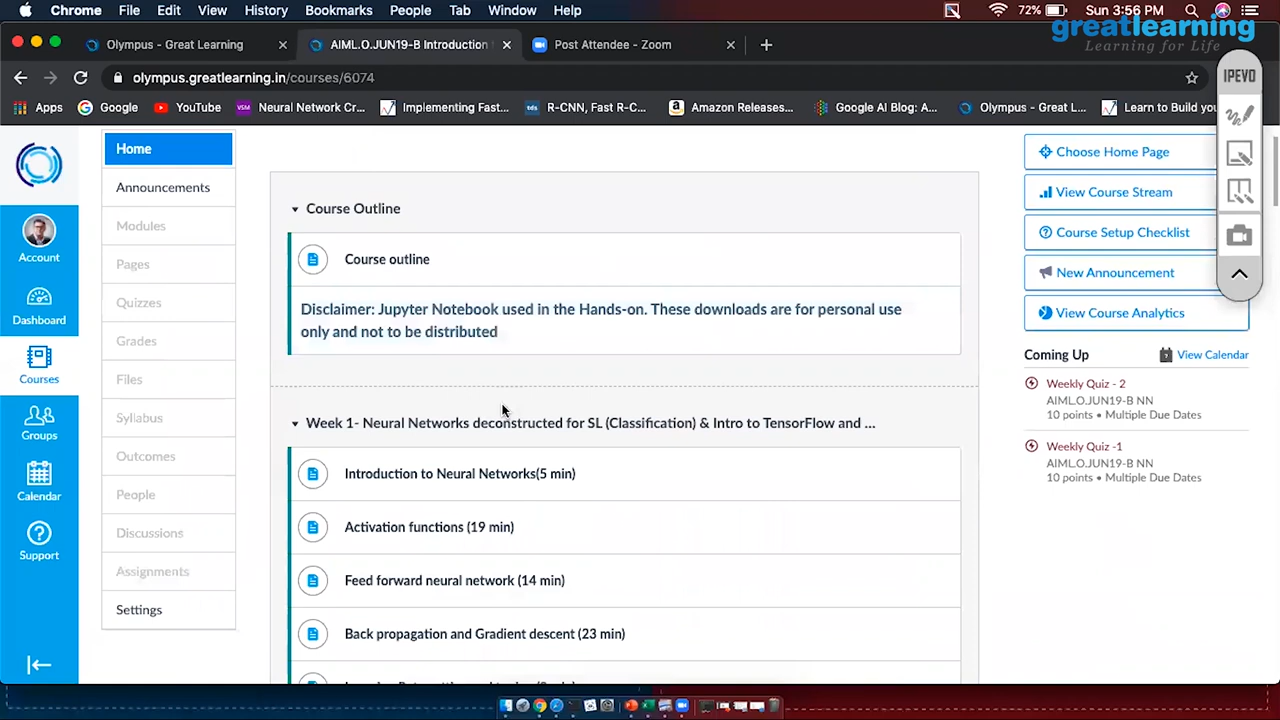 Chrome File Edit View History Bookmarks People Tab Window Help
72% Sun 3:56 PM
greatlearning
Learning for Life
Olympus - Great Learning
AIML.O.JUN19-B Introduction
Post Attendee - Zoom
olympus.greatlearning.in/courses/6074
IPEVO
Apps Google YouTube Neural Network Cr... Implementing Fast... R-CNN, Fast R-C... Amazon Releases... Google AI Blog: A... Olympus - Great L... Learn to Build you
Account
Dashboard
Courses
Groups
Calendar
Support
Home
Announcements
Modules
Pages
Quizzes
Grades
Files
Syllabus
Outcomes
People
Discussions
Assignments
Settings
Course Outline
Course outline
Disclaimer: Jupyter Notebook used in the Hands-on. These downloads are for personal use
only and not to be distributed
Week 1- Neural Networks deconstructed for SL (Classification) & Intro to TensorFlow and ...
Introduction to Neural Networks(5 min)
Activation functions (19 min)
Feed forward neural network (14 min)
Back propagation and Gradient descent (23 min)
Choose Home Page
View Course Stream
Course Setup Checklist
New Announcement
View Course Analytics
Coming Up View Calendar
Weekly Quiz - 2
AIML.O.JUN19-B NN
10 points • Multiple Due Dates
Weekly Quiz -1
AIML.O.JUN19-B NN
10 points • Multiple Due Dates